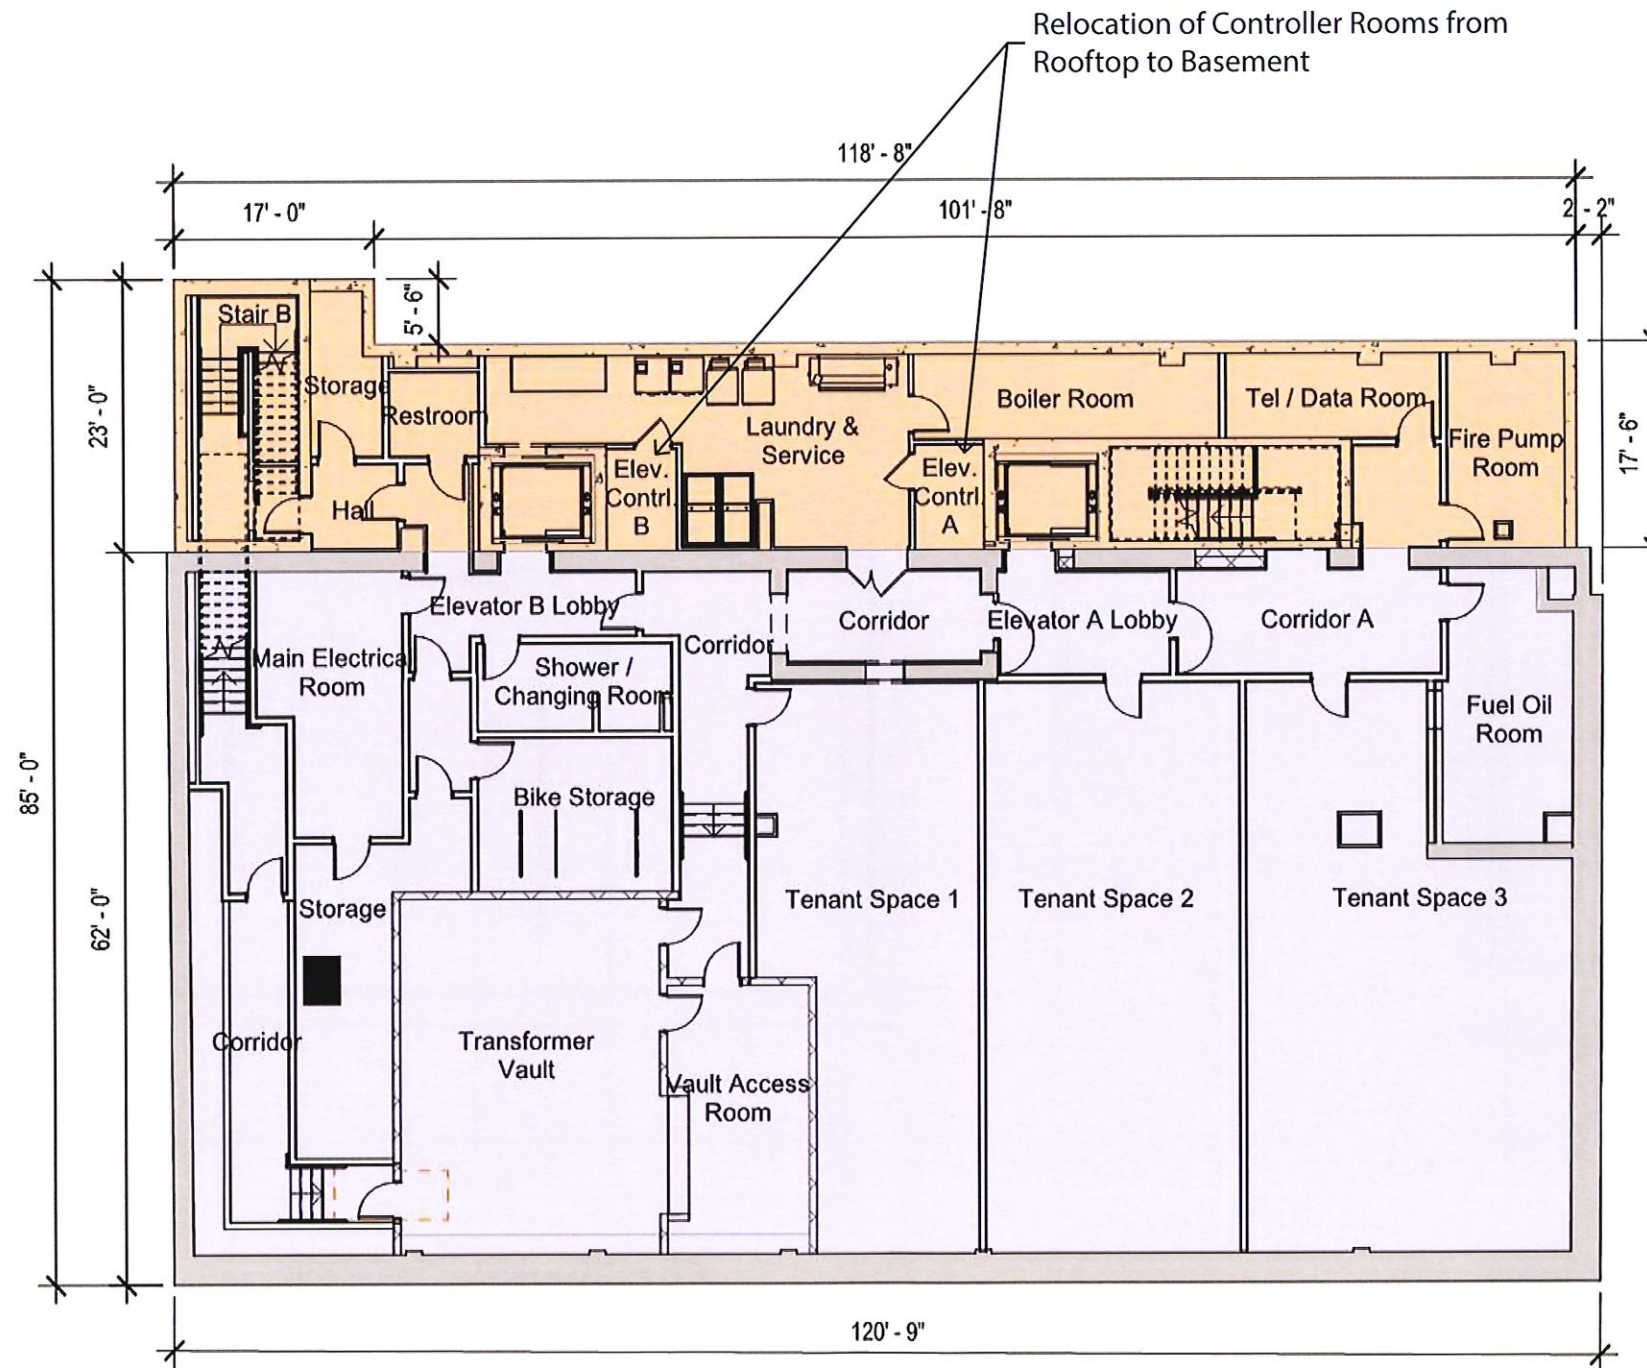 Relocation of Controller Rooms from
Rooftop to Basement
118' - 8"
17' - 0"
101' - 8"
2' - 2"
5' - 6"
23' - 0"
17' - 6"
85' - 0"
62' - 0"
Stair B
Storage
Restroom
Hall
Elev.
Contrl.
B
Laundry &
Service
Elev.
Contrl.
A
Boiler Room
Tel / Data Room
Fire Pump
Room
Elevator B Lobby
Main Electrical
Room
Shower /
Changing Room
Corridor
Corridor
Elevator A Lobby
Corridor A
Fuel Oil
Room
Bike Storage
Storage
Tenant Space 1
Tenant Space 2
Tenant Space 3
Corridor
Transformer
Vault
Vault Access
Room
120' - 9"